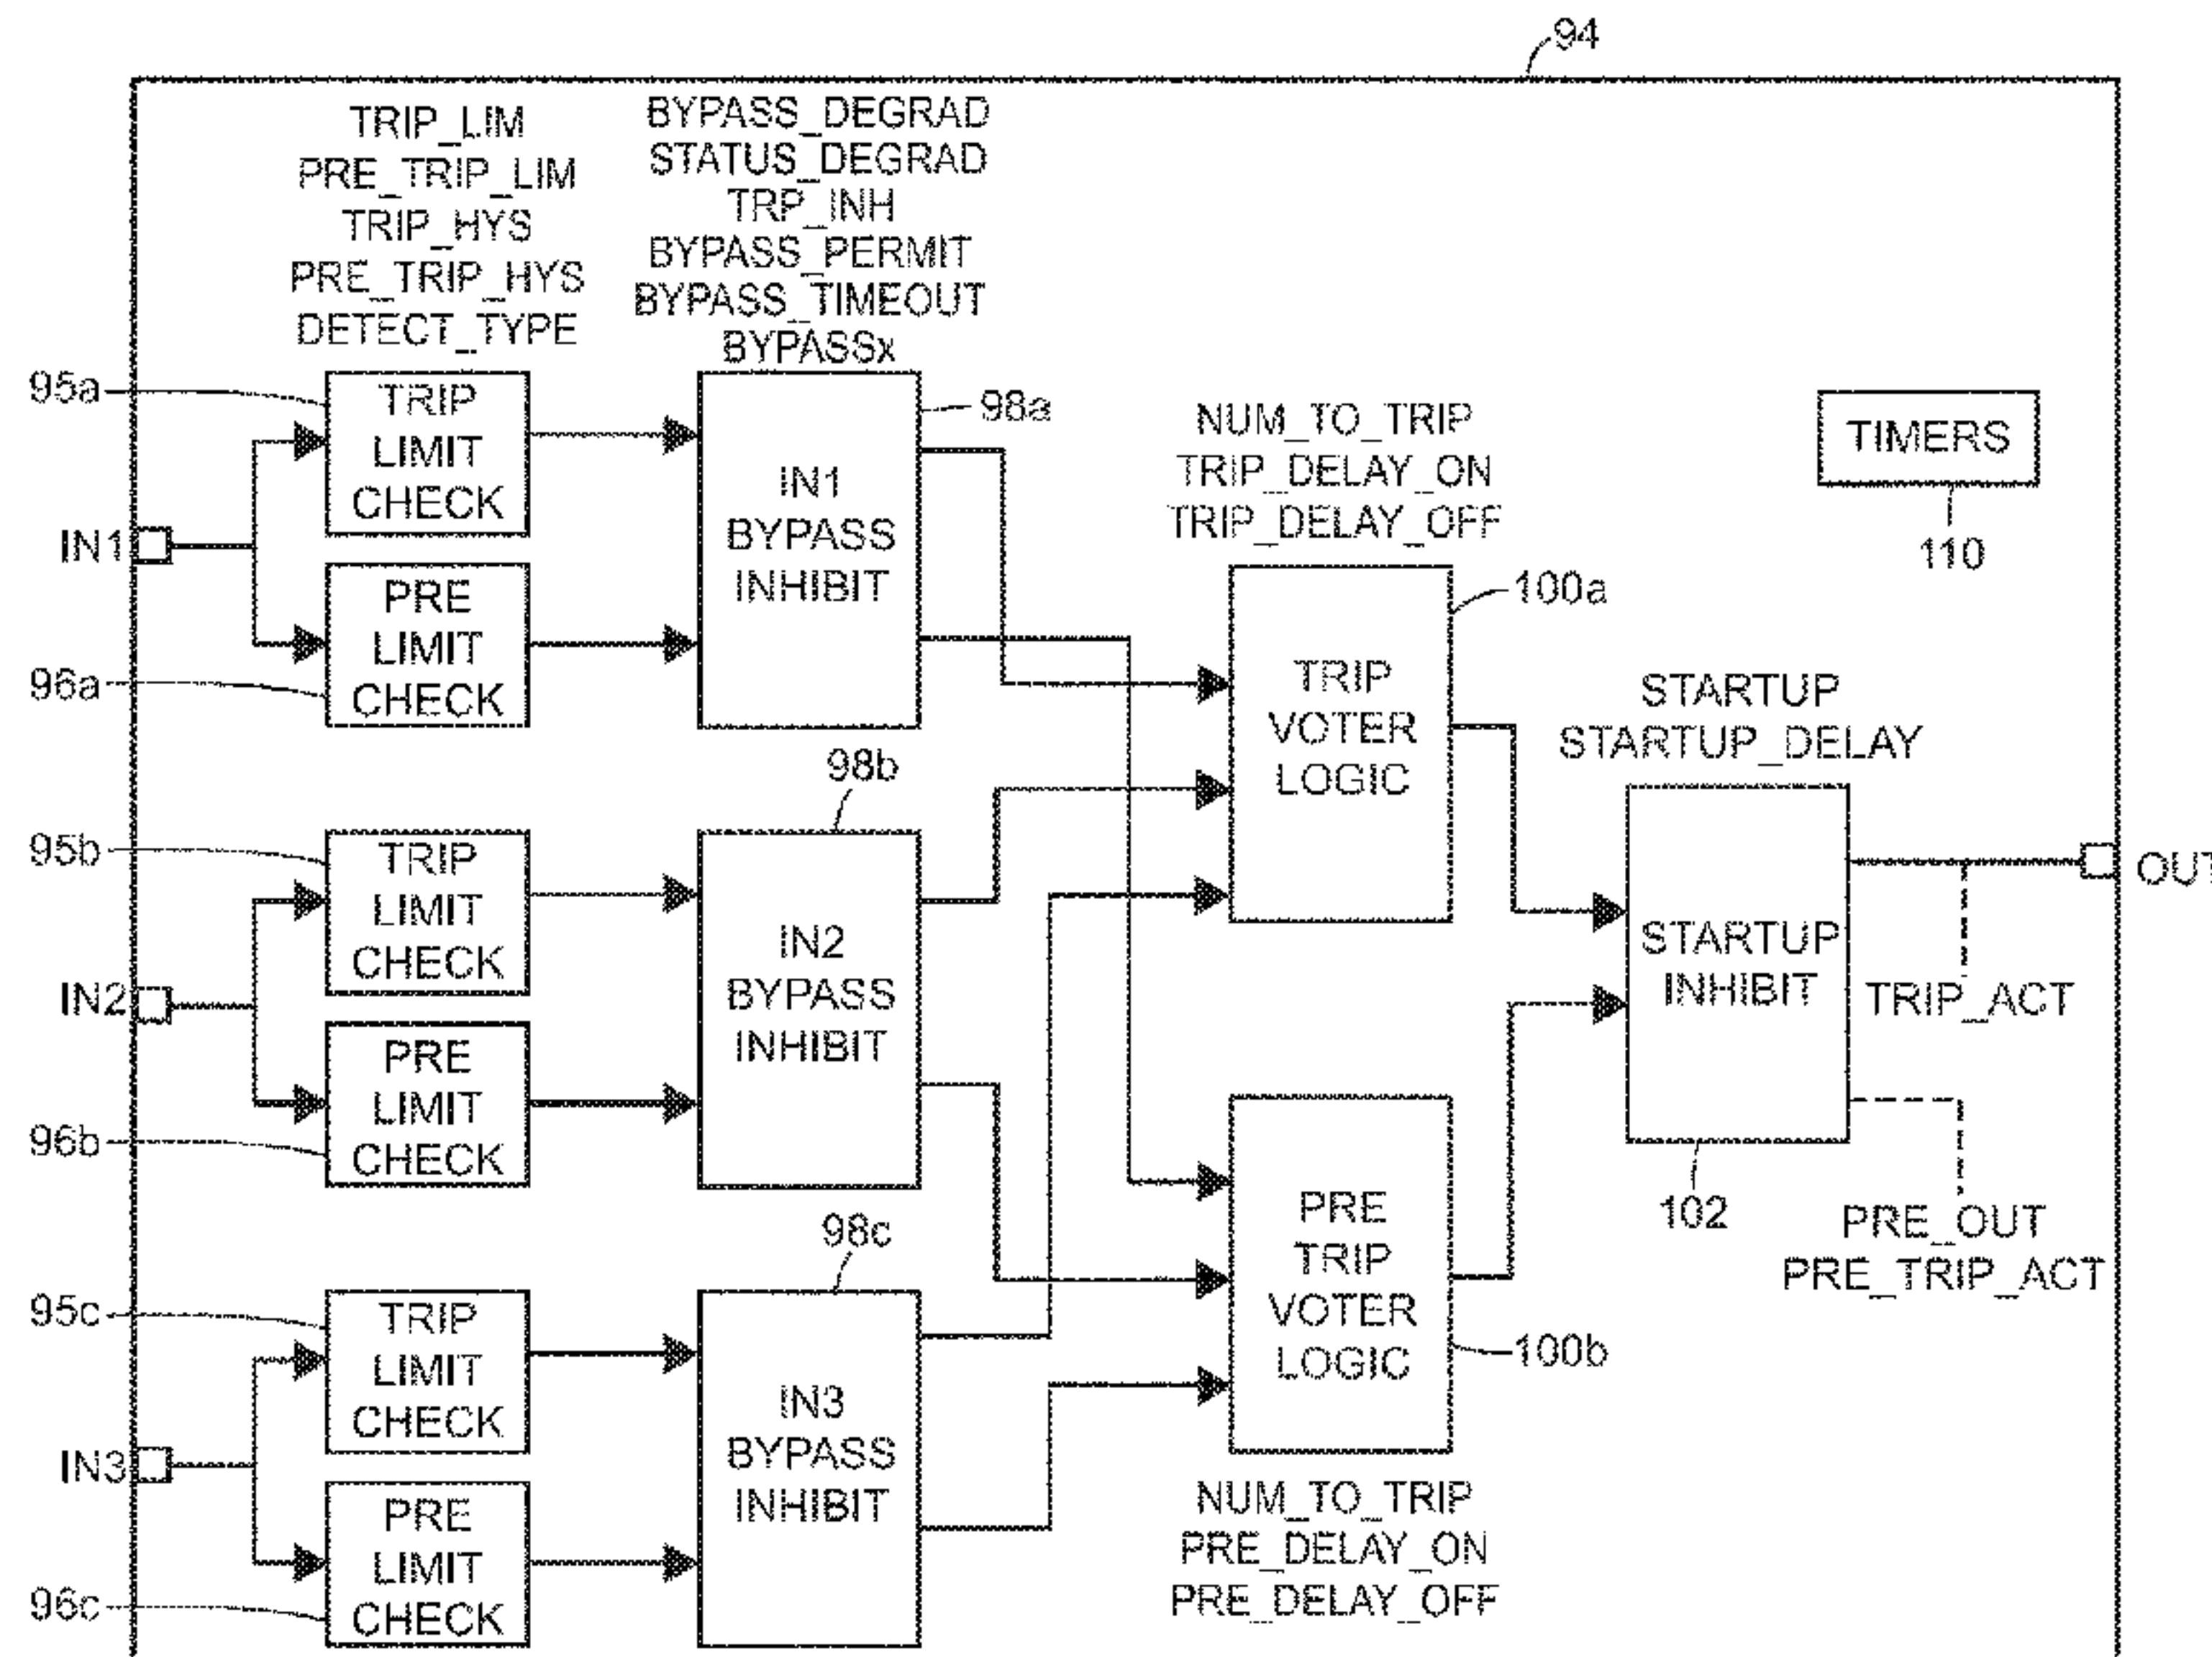 94
TRIP_LIM
PRE_TRIP_LIM
TRIP_HYS
PRE_TRIP_HYS
DETECT_TYPE
BYPASS_DEGRAD
STATUS_DEGRAD
TRP_INH
BYPASS_PERMIT
BYPASS_TIMEOUT
BYPASSx
95a
TRIP
LIMIT
CHECK
IN1
PRE
LIMIT
CHECK
96a
IN1
BYPASS
INHIBIT
98a
NUM_TO_TRIP
TRIP_DELAY_ON
TRIP_DELAY_OFF
TIMERS
110
100a
TRIP
VOTER
LOGIC
STARTUP
STARTUP_DELAY
98b
95b
TRIP
LIMIT
CHECK
IN2
PRE
LIMIT
CHECK
96b
IN2
BYPASS
INHIBIT
STARTUP
INHIBIT
OUT
TRIP_ACT
102
PRE_OUT
PRE_TRIP_ACT
PRE
TRIP
VOTER
LOGIC
100b
98c
95c
TRIP
LIMIT
CHECK
IN3
PRE
LIMIT
CHECK
96c
IN3
BYPASS
INHIBIT
NUM_TO_TRIP
PRE_DELAY_ON
PRE_DELAY_OFF